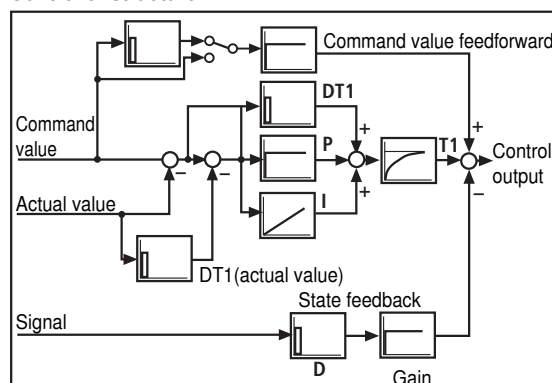 Command value feedforward
DT1
Command
value
+
+
P
T1
Control
output
−
−
+
−
Actual value
I
DT1(actual value)
State feedback
Signal
D
Gain